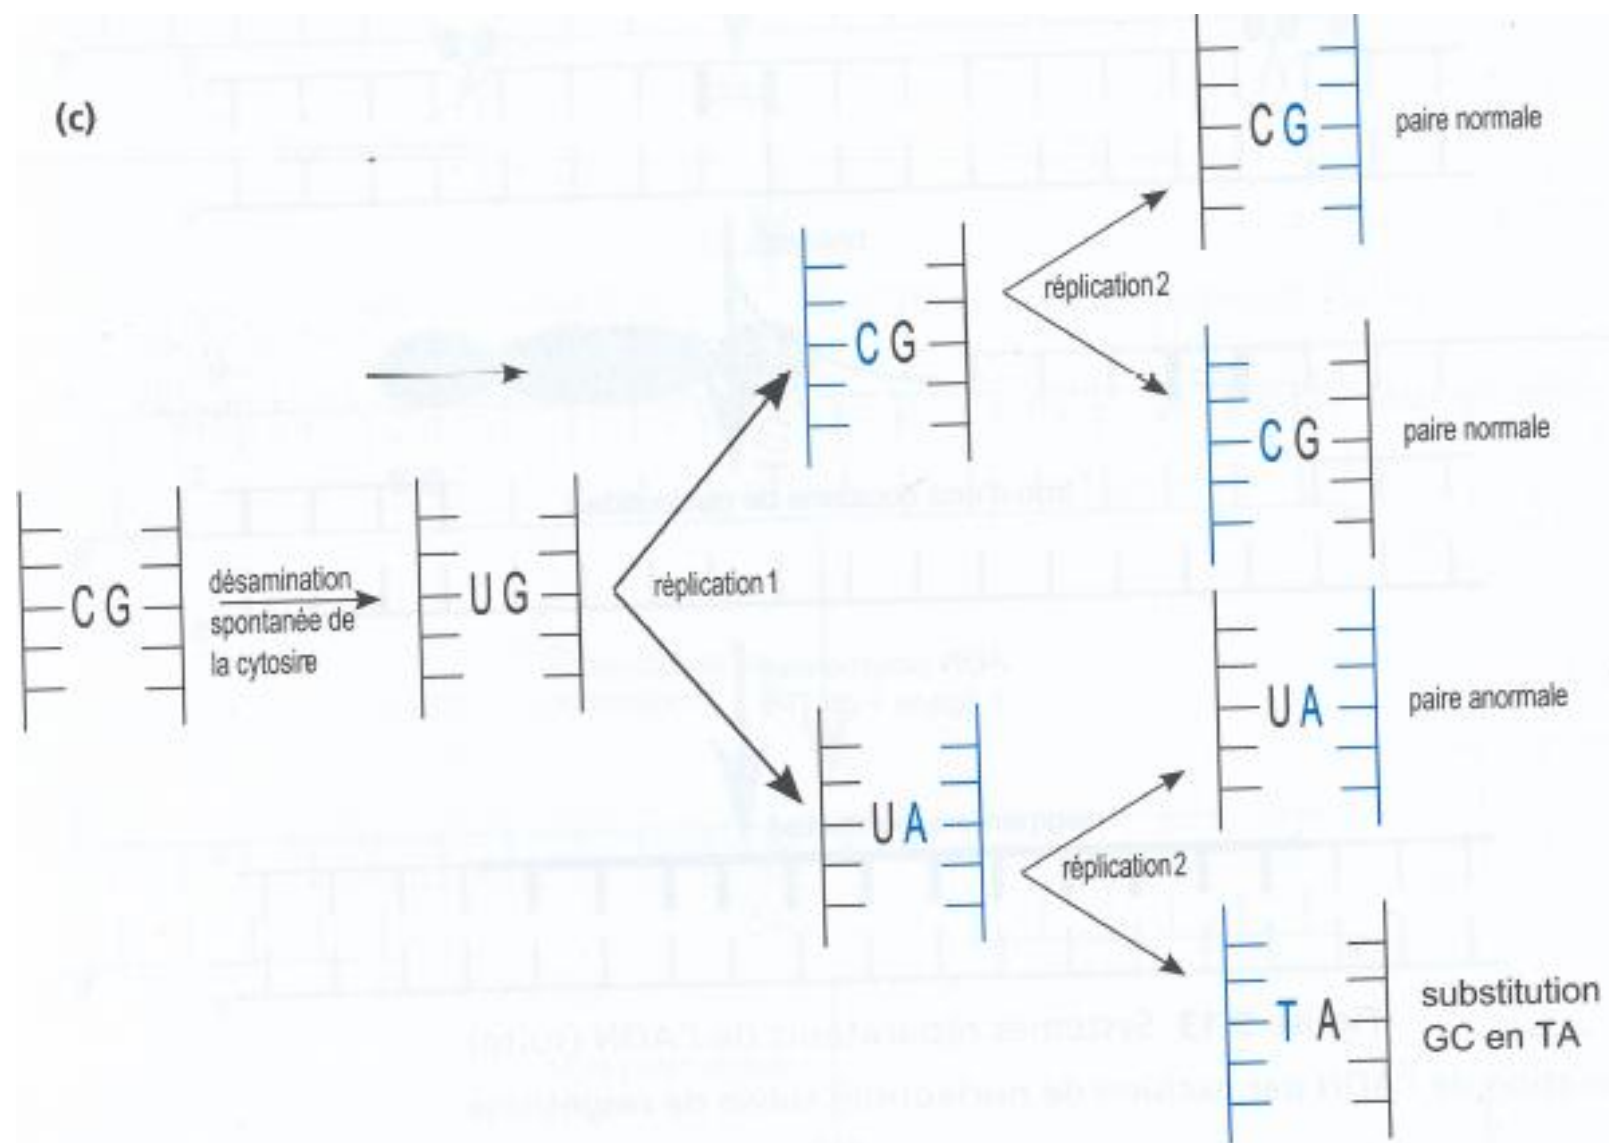 (c)
C G
désamination
spontanée de
la cytosire
U G
réplication 1
C G
réplication 2
C G
paire normale
C G
paire normale
U A
réplication 2
U A
paire anormale
T A
substitution
GC en TA